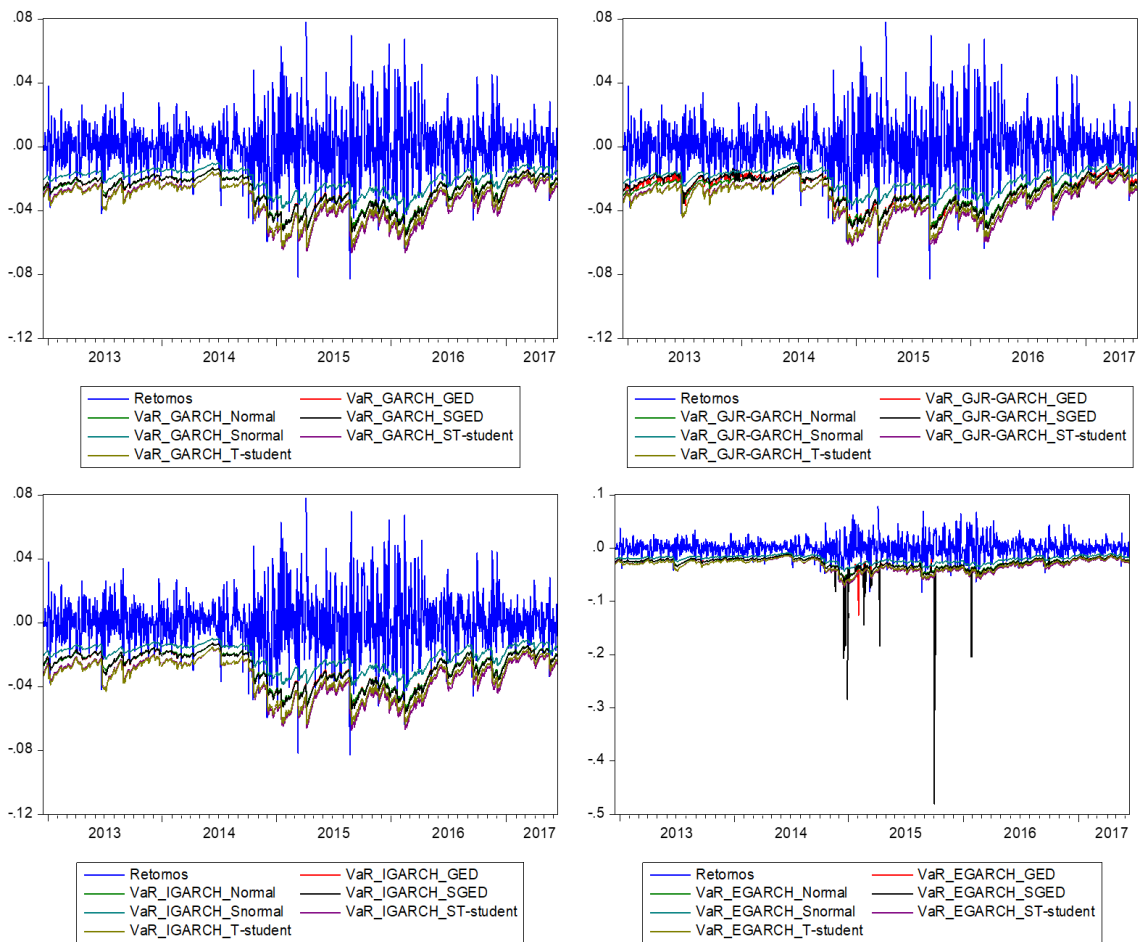 .08
.04
.00
-.04
-.08
-.12
2013 2014 2015 2016 2017
Retornos VaR_GARCH_GED
VaR_GARCH_Normal VaR_GARCH_SGED
VaR_GARCH_Snormal VaR_GARCH_ST-student
VaR_GARCH_T-student
.08
.04
.00
-.04
-.08
-.12
2013 2014 2015 2016 2017
Retornos VaR_GJR-GARCH_GED
VaR_GJR-GARCH_Normal VaR_GJR-GARCH_SGED
VaR_GJR-GARCH_Snormal VaR_GJR-GARCH_ST-student
VaR_GJR-GARCH_T-student
.08
.04
.00
-.04
-.08
-.12
2013 2014 2015 2016 2017
Retornos VaR_IGARCH_GED
VaR_IGARCH_Normal VaR_IGARCH_SGED
VaR_IGARCH_Snormal VaR_IGARCH_ST-student
VaR_IGARCH_T-student
.1
.0
-.1
-.2
-.3
-.4
-.5
2013 2014 2015 2016 2017
Retornos VaR_EGARCH_GED
VaR_EGARCH_Normal VaR_EGARCH_SGED
VaR_EGARCH_Snormal VaR_EGARCH_ST-student
VaR_EGARCH_T-student